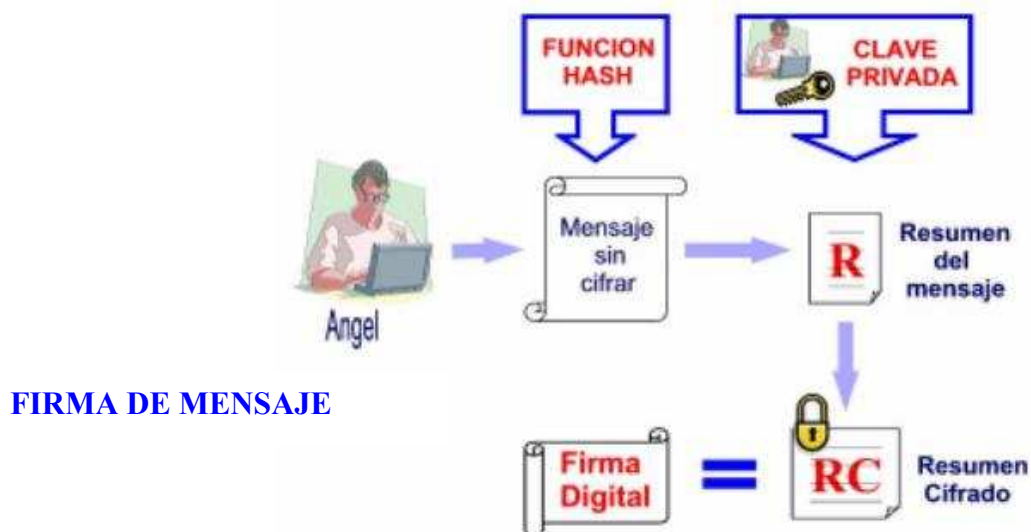 FUNCION
HASH
CLAVE
PRIVADA
Mensaje
sin
cifrar
R
Resumen
del
mensaje
Angel
FIRMA DE MENSAJE
Firma
Digital
=
RC
Resumen
Cifrado